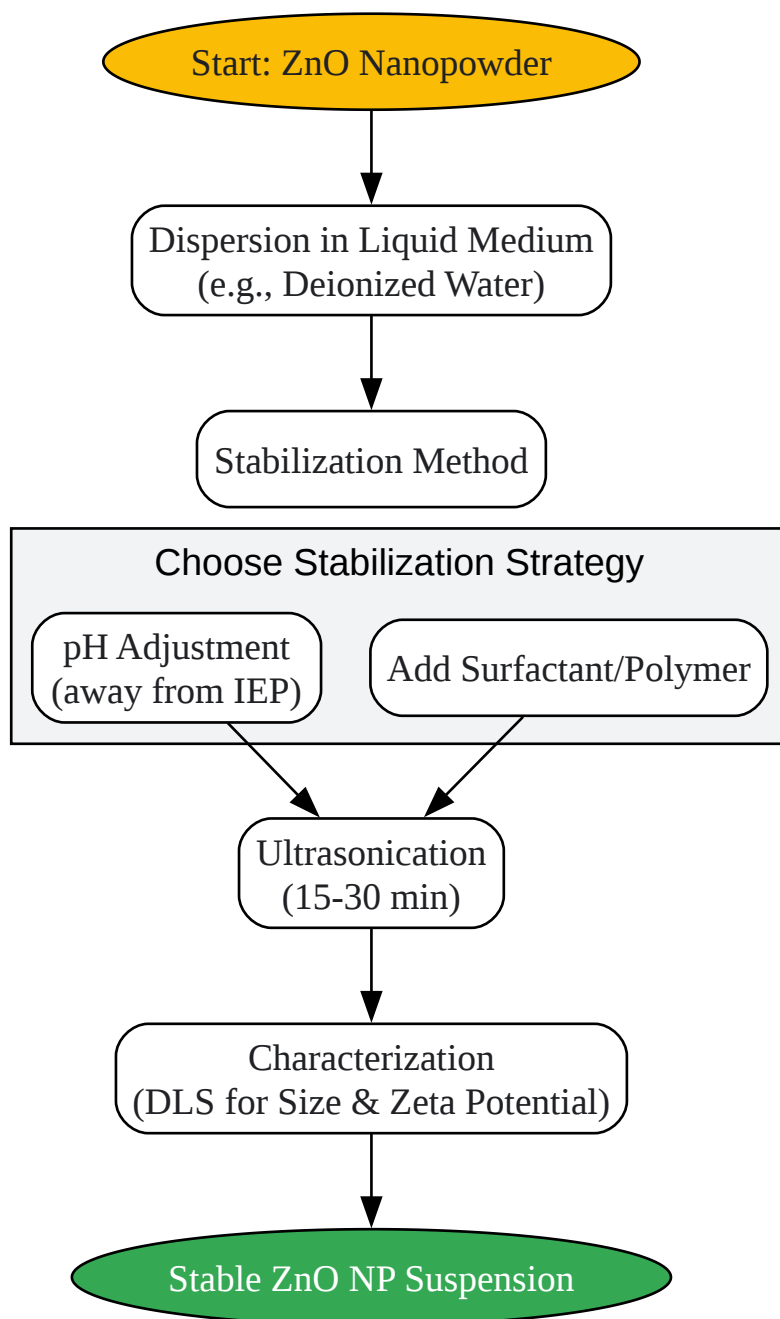 Start: ZnO Nanopowder
Dispersion in Liquid Medium
(e.g., Deionized Water)
Stabilization Method
Choose Stabilization Strategy
pH Adjustment
(away from IEP)
Add Surfactant/Polymer
Ultrasonication
(15-30 min)
Characterization
(DLS for Size & Zeta Potential)
Stable ZnO NP Suspension